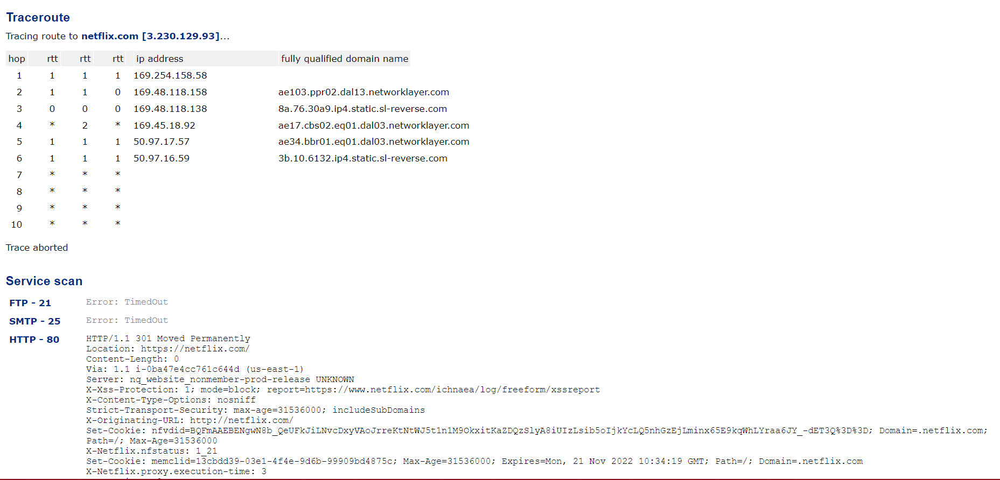 Traceroute
Tracing route to netflix.com [3.230.129.93]...
hop rtt rtt rtt ip address fully qualified domain name
1 1 1 1 169.254.158.58
2 1 1 0 169.48.118.158 ae103.ppr02.dal13.networklayer.com
3 0 0 0 169.48.118.138 8a.76.30a9.ip4.static.sl-reverse.com
4 * 2 * 169.45.18.92 ae17.cbs02.eq01.dal03.networklayer.com
5 1 1 1 50.97.17.57 ae34.bbr01.eq01.dal03.networklayer.com
6 1 1 1 50.97.16.59 3b.10.6132.ip4.static.sl-reverse.com
7 * * *
8 * * *
9 * * *
10 * * *
Trace aborted
Service scan
FTP - 21 Error: TimedOut
SMTP - 25 Error: TimedOut
HTTP - 80 HTTP/1.1 301 Moved Permanently
Location: https://netflix.com/
Content-Length: 0
Via: 1.1 i-0ba47e4cc761c644d (us-east-1)
Server: nq_website_nonmember-prod-release UNKNOWN
X-Xss-Protection: 1; mode=block; report=https://www.netflix.com/ichnaea/log/freeform/xssreport
X-Content-Type-Options: nosniff
Strict-Transport-Security: max-age=31536000; includeSubDomains
X-Originating-URL: http://netflix.com/
Set-Cookie: nfvdid=BQFmAAEBENgwN8b_QeUFkJiLNvcDxyVAoJrreKtNtWJ5t1n1M9OkxitKaZDQzSlyA8iUIzLsib5oIjkYcLQ5nhGzEjLminx65E9kqWhLYraa6JY_-dET3Q%3D%3D; Domain=.netflix.com;
Path=/; Max-Age=31536000
X-Netflix.nfstatus: 1_21
Set-Cookie: memclid=13cbdd39-03e1-4f4e-9d6b-99909bd4875c; Max-Age=31536000; Expires=Mon, 21 Nov 2022 10:34:19 GMT; Path=/; Domain=.netflix.com
X-Netflix.proxy.execution-time: 3